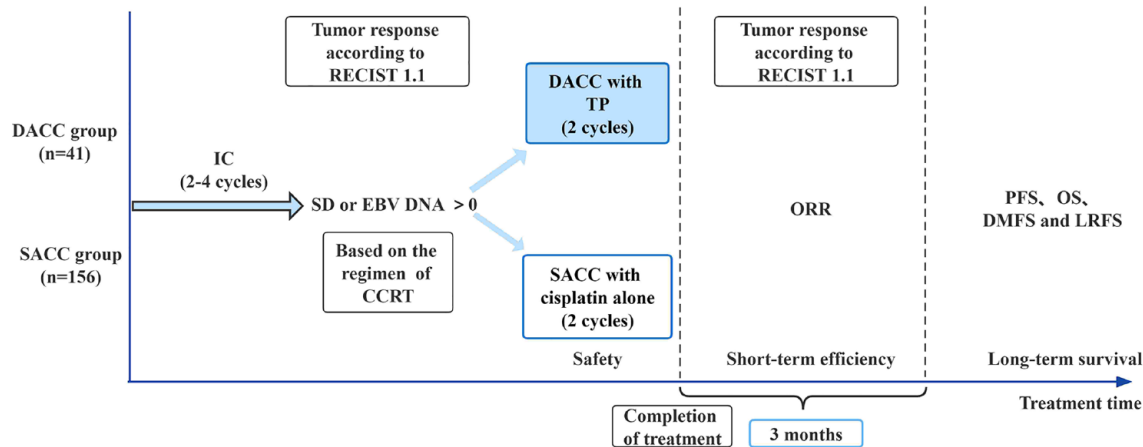 Tumor response
according to
RECIST 1.1
Tumor response
according to
RECIST 1.1
DACC with
TP
(2 cycles)
DACC group
(n=41)
IC
(2-4 cycles)
SD or EBV DNA > 0
ORR
PFS、OS、
DMFS and LRFS
SACC group
(n=156)
Based on the
regimen of
CCRT
SACC with
cisplatin alone
(2 cycles)
Safety
Short-term efficiency
Long-term survival
Treatment time
Completion
of treatment
3 months